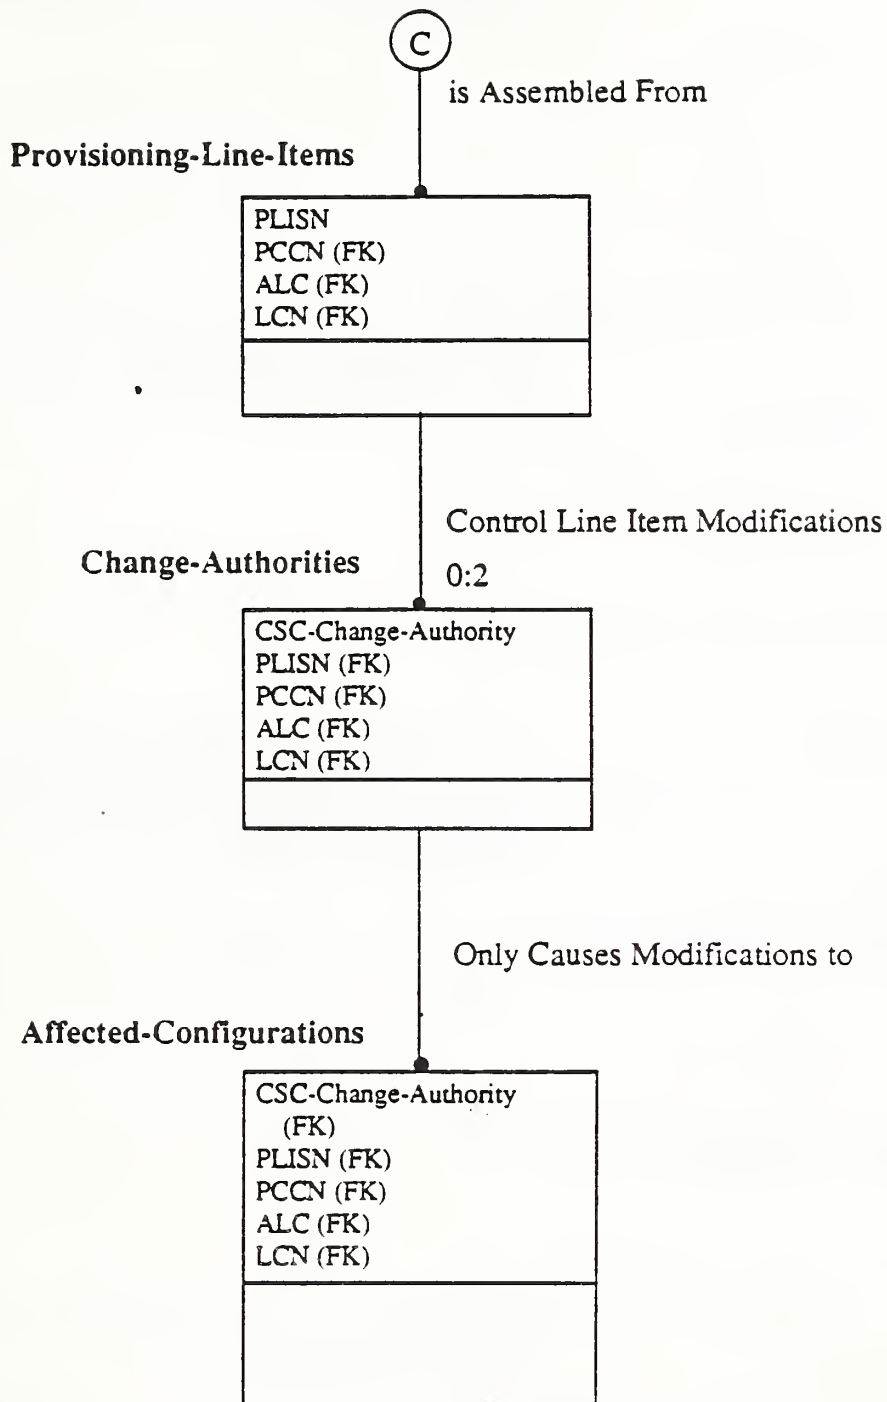 C
is Assembled From
Provisioning-Line-Items
PLISN
PCCN (FK)
ALC (FK)
LCN (FK)
Control Line Item Modifications
Change-Authorities
0:2
CSC-Change-Authority
PLISN (FK)
PCCN (FK)
ALC (FK)
LCN (FK)
Only Causes Modifications to
Affected-Configurations
CSC-Change-Authority
(FK)
PLISN (FK)
PCCN (FK)
ALC (FK)
LCN (FK)